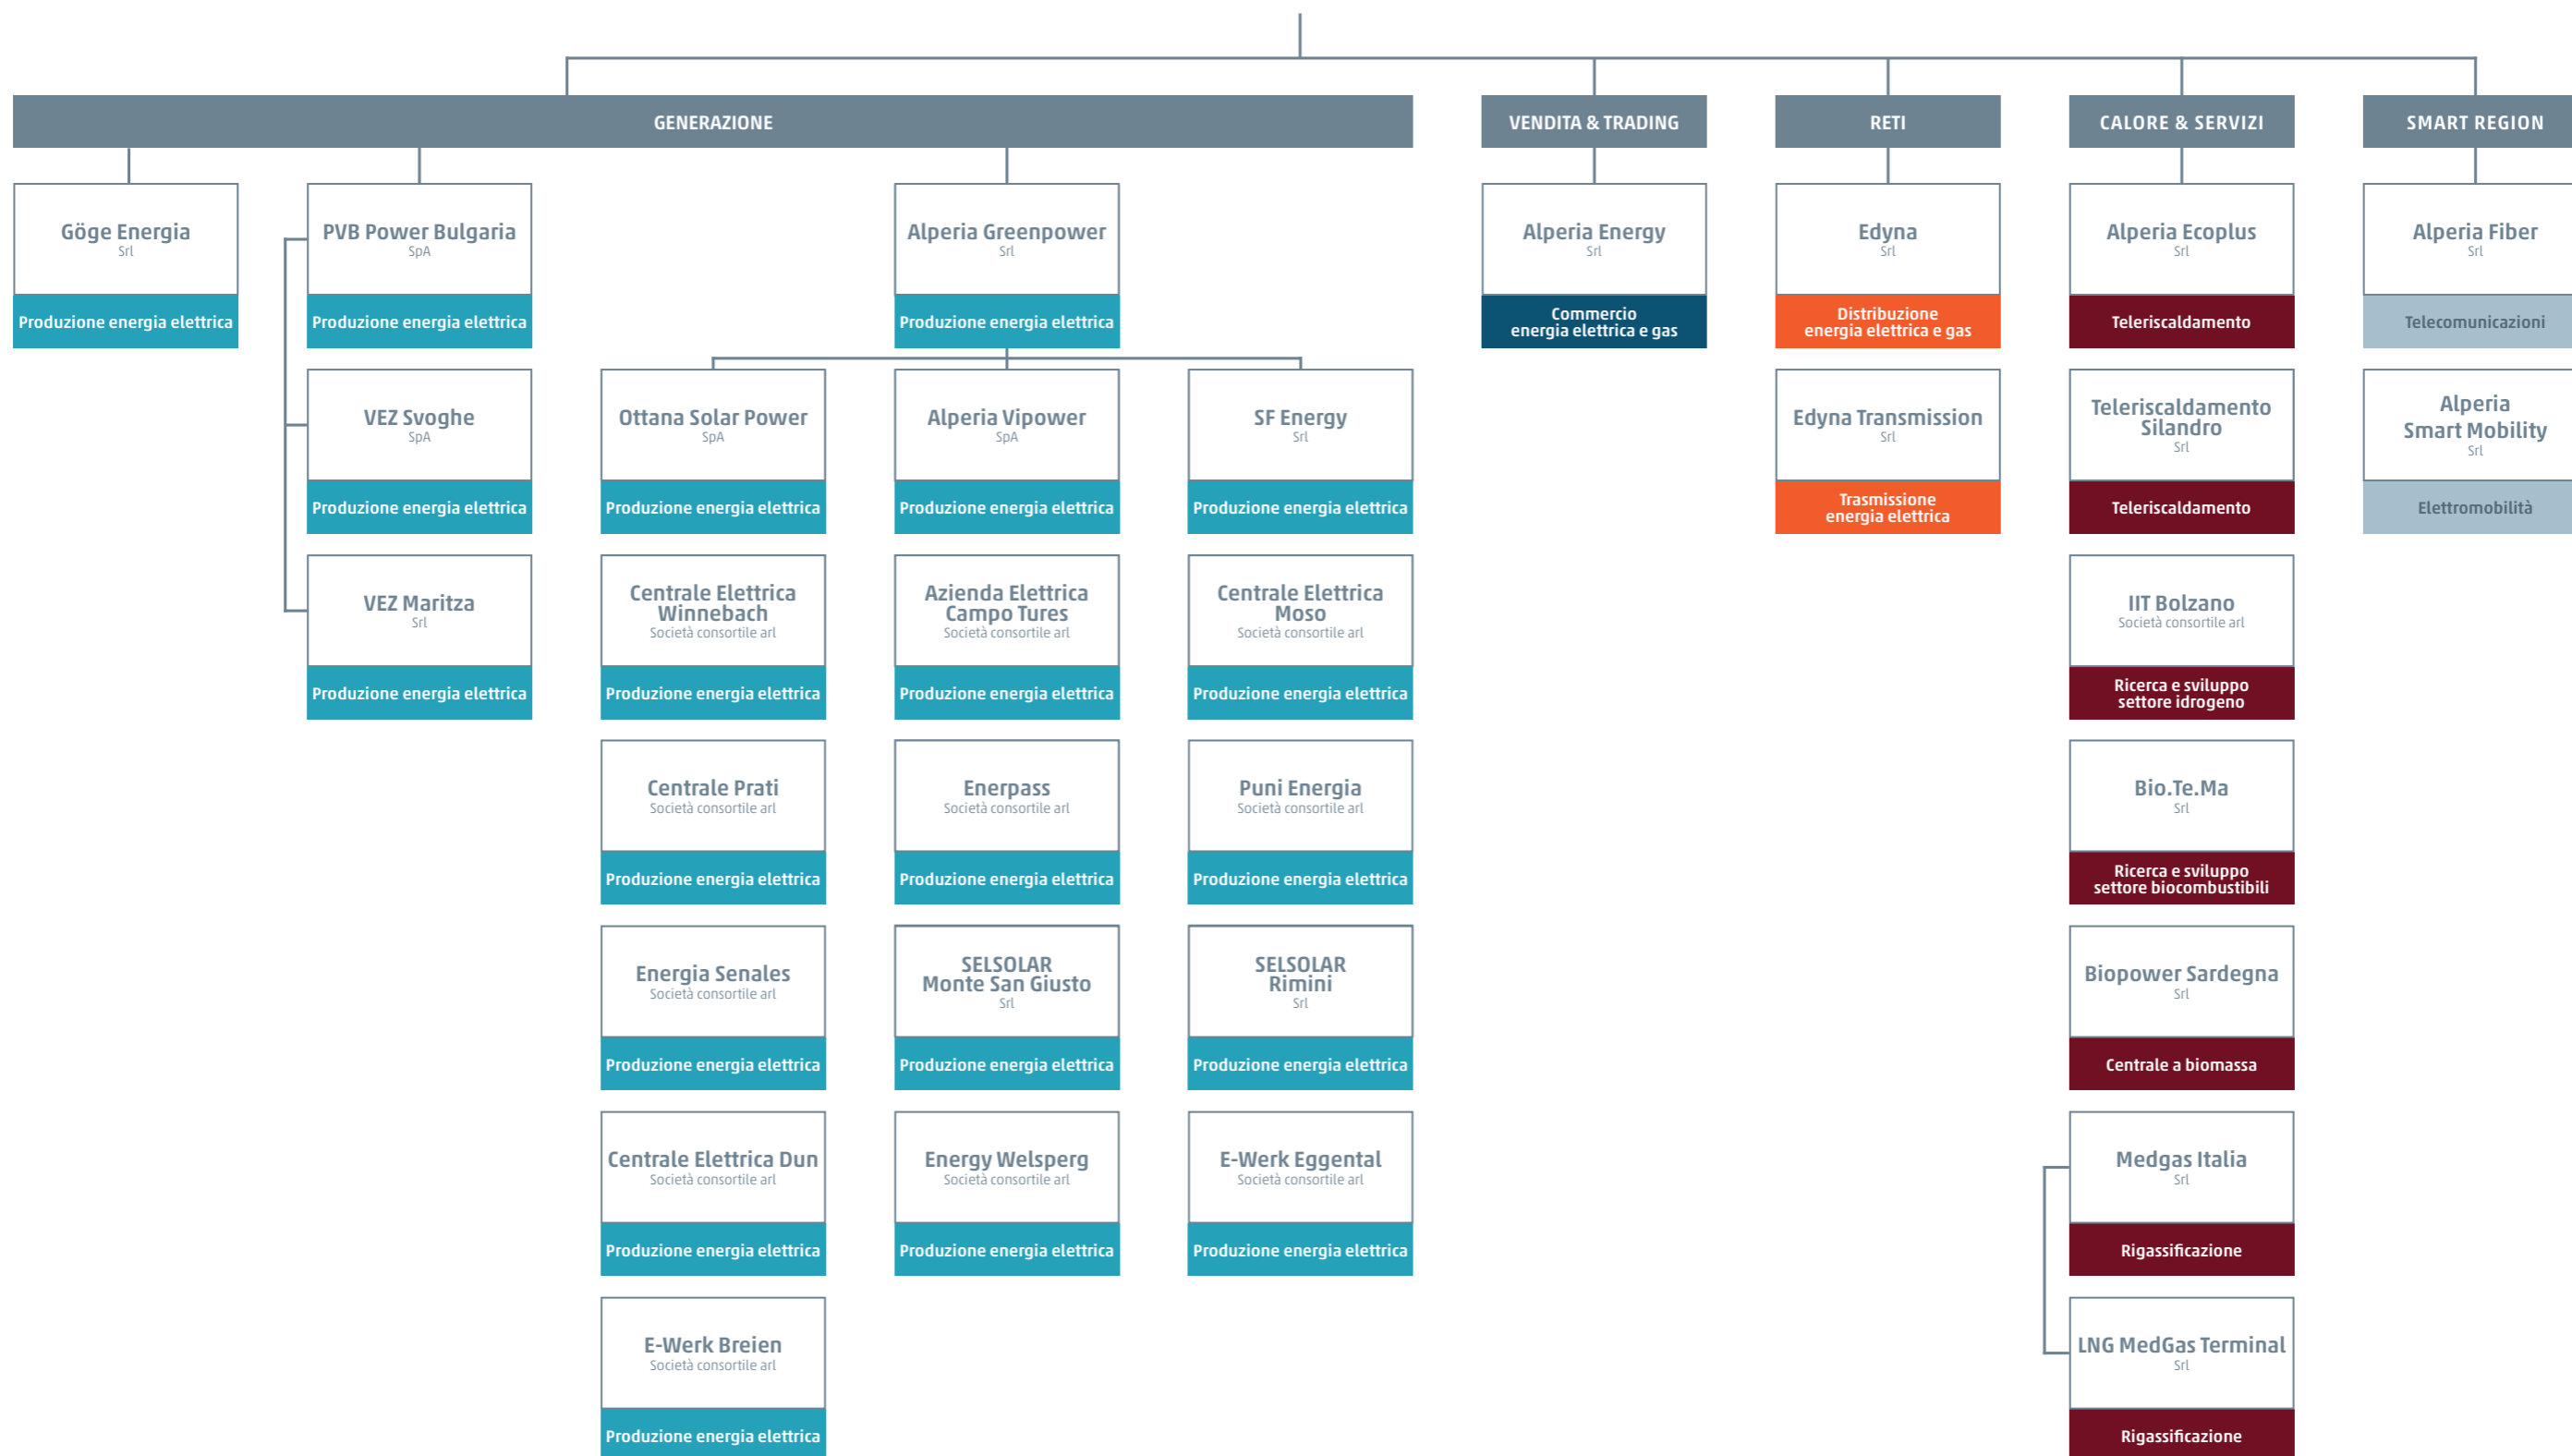 GENERAZIONE
VENDITA & TRADING
RETI
CALORE & SERVIZI
SMART REGION
Göge Energia
Srl
Produzione energia elettrica
PVB Power Bulgaria
SpA
Produzione energia elettrica
Alperia Greenpower
Srl
Produzione energia elettrica
Alperia Energy
Srl
Commercio
energia elettrica e gas
Edyna
Srl
Distribuzione
energia elettrica e gas
Alperia Ecoplus
Srl
Teleriscaldamento
Alperia Fiber
Srl
Telecomunicazioni
VEZ Svoghe
SpA
Produzione energia elettrica
Ottana Solar Power
SpA
Produzione energia elettrica
Alperia Vipower
SpA
Produzione energia elettrica
SF Energy
Srl
Produzione energia elettrica
Edyna Transmission
Srl
Trasmissione
energia elettrica
Teleriscaldamento
Silandro
Srl
Teleriscaldamento
Alperia
Smart Mobility
Srl
Elettromobilità
VEZ Maritza
Srl
Produzione energia elettrica
Centrale Elettrica
Winnebach
Società consortile arl
Produzione energia elettrica
Azienda Elettrica
Campo Tures
Società consortile arl
Produzione energia elettrica
Centrale Elettrica
Moso
Società consortile arl
Produzione energia elettrica
IIT Bolzano
Società consortile arl
Ricerca e sviluppo
settore idrogeno
Centrale Prati
Società consortile arl
Produzione energia elettrica
Enerpass
Società consortile arl
Produzione energia elettrica
Puni Energia
Società consortile arl
Produzione energia elettrica
Bio.Te.Ma
Srl
Ricerca e sviluppo
settore biocombustibili
Energia Senales
Società consortile arl
Produzione energia elettrica
SELSOLAR
Monte San Giusto
Srl
Produzione energia elettrica
SELSOLAR
Rimini
Srl
Produzione energia elettrica
Biopower Sardegna
Srl
Centrale a biomassa
Centrale Elettrica Dun
Società consortile arl
Produzione energia elettrica
Energy Welsperg
Società consortile arl
Produzione energia elettrica
E-Werk Eggental
Società consortile arl
Produzione energia elettrica
Medgas Italia
Srl
Rigassificazione
E-Werk Breien
Società consortile arl
Produzione energia elettrica
LNG MedGas Terminal
Srl
Rigassificazione